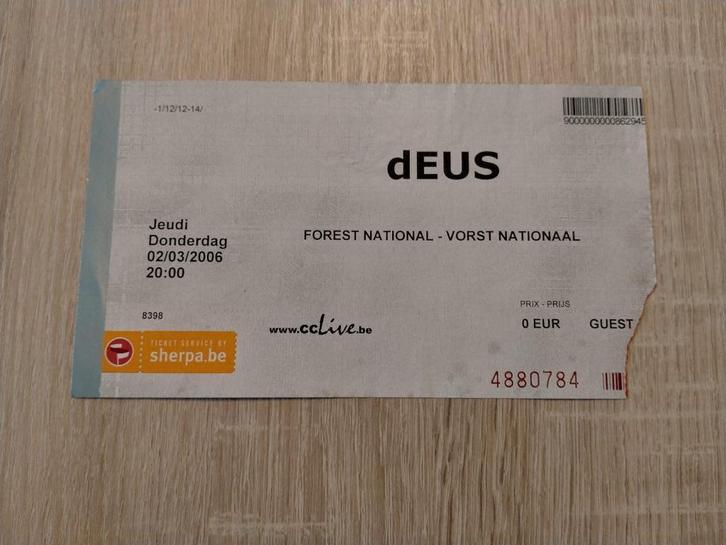 -1/12/12-14/
9000000000862945
dEUS
Jeudi
Donderdag
02/03/2006
20:00
FOREST NATIONAL - VORST NATIONAAL
PRIX - PRIJS
0 EUR GUEST
8398
TICKET SERVICE BY
sherpa.be
www.ccLive.be
4880784